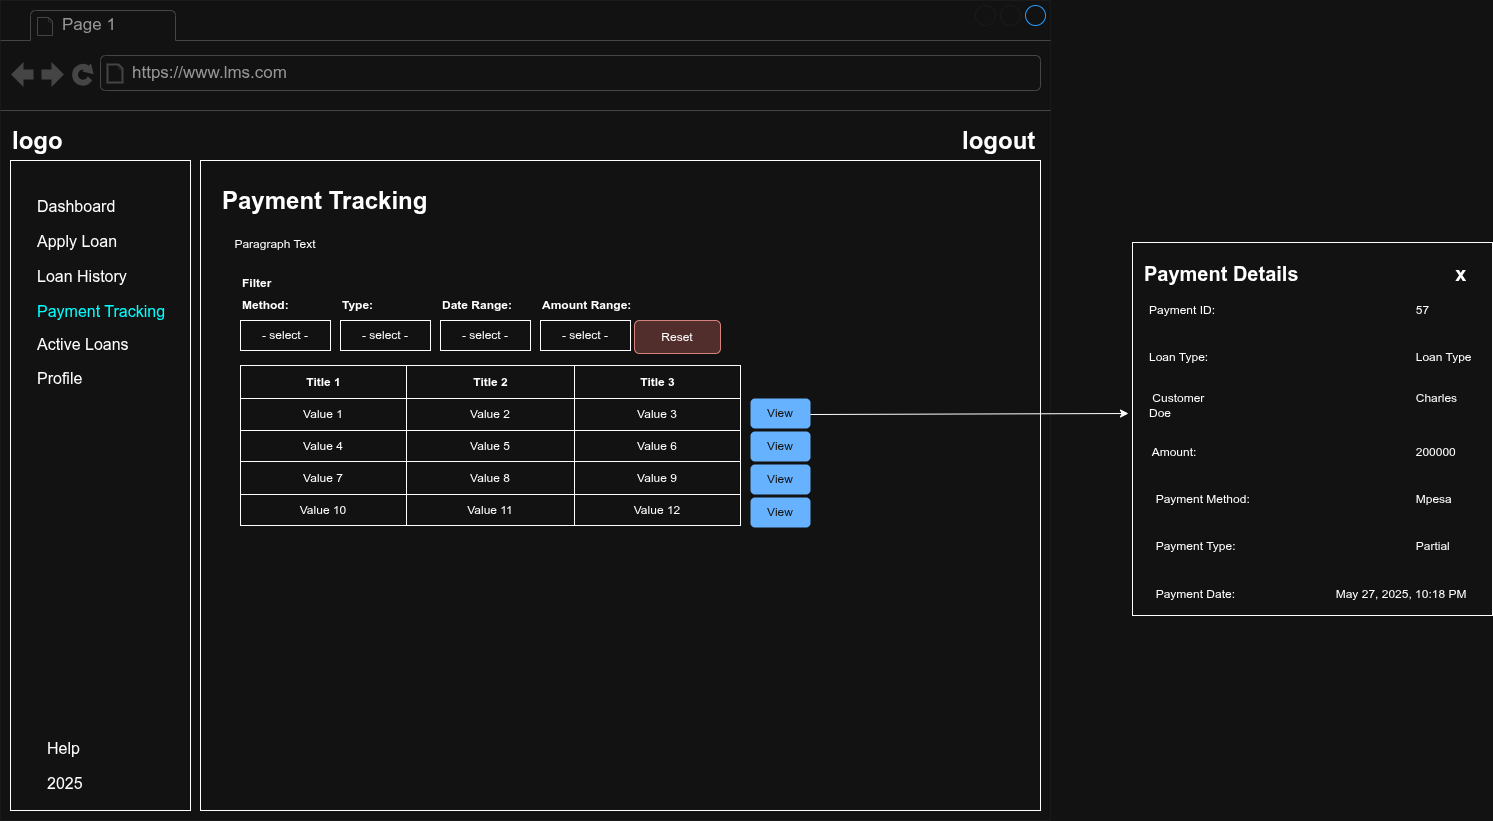 Page 1
https://www.lms.com
logo
logout
Dashboard
Apply Loan
Loan History
Payment Tracking
Active Loans
Profile
Help
2025
Payment Tracking
Paragraph Text
Filter
Method: Type: Date Range: Amount Range:
- select - - select - - select - - select - Reset
Title 1 Title 2 Title 3
Value 1 Value 2 Value 3 View
Value 4 Value 5 Value 6 View
Value 7 Value 8 Value 9 View
Value 10 Value 11 Value 12 View
Payment Details x
Payment ID: 57
Loan Type: Loan Type
Customer Charles
Doe
Amount: 200000
Payment Method: Mpesa
Payment Type: Partial
Payment Date: May 27, 2025, 10:18 PM